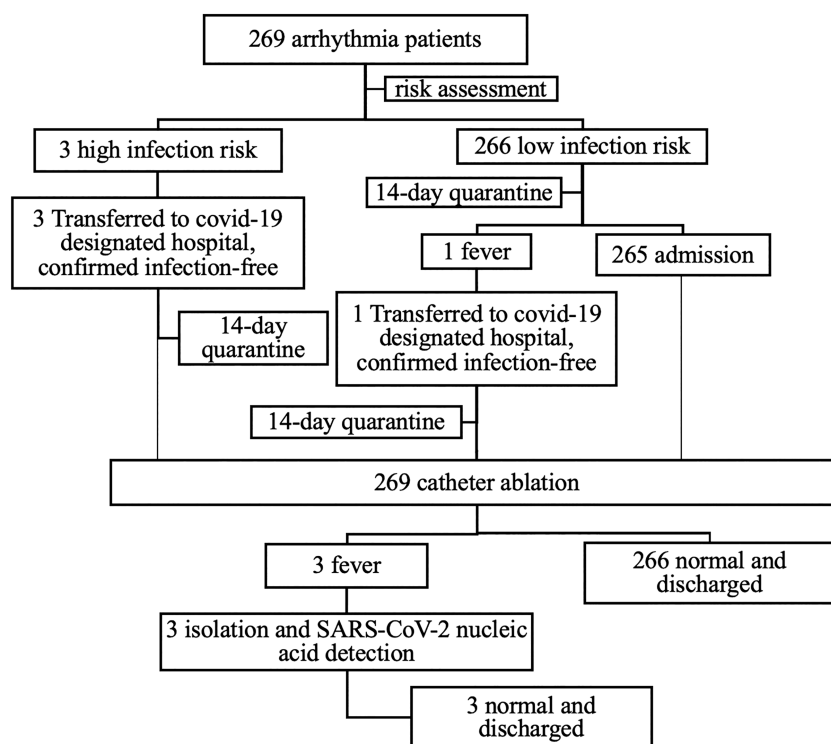 269 arrhythmia patients
risk assessment
3 high infection risk
266 low infection risk
14-day quarantine
3 Transferred to covid-19
designated hospital,
confirmed infection-free
1 fever
265 admission
14-day
quarantine
1 Transferred to covid-19
designated hospital,
confirmed infection-free
14-day quarantine
269 catheter ablation
3 fever
266 normal and
discharged
3 isolation and SARS-CoV-2 nucleic
acid detection
3 normal and
discharged